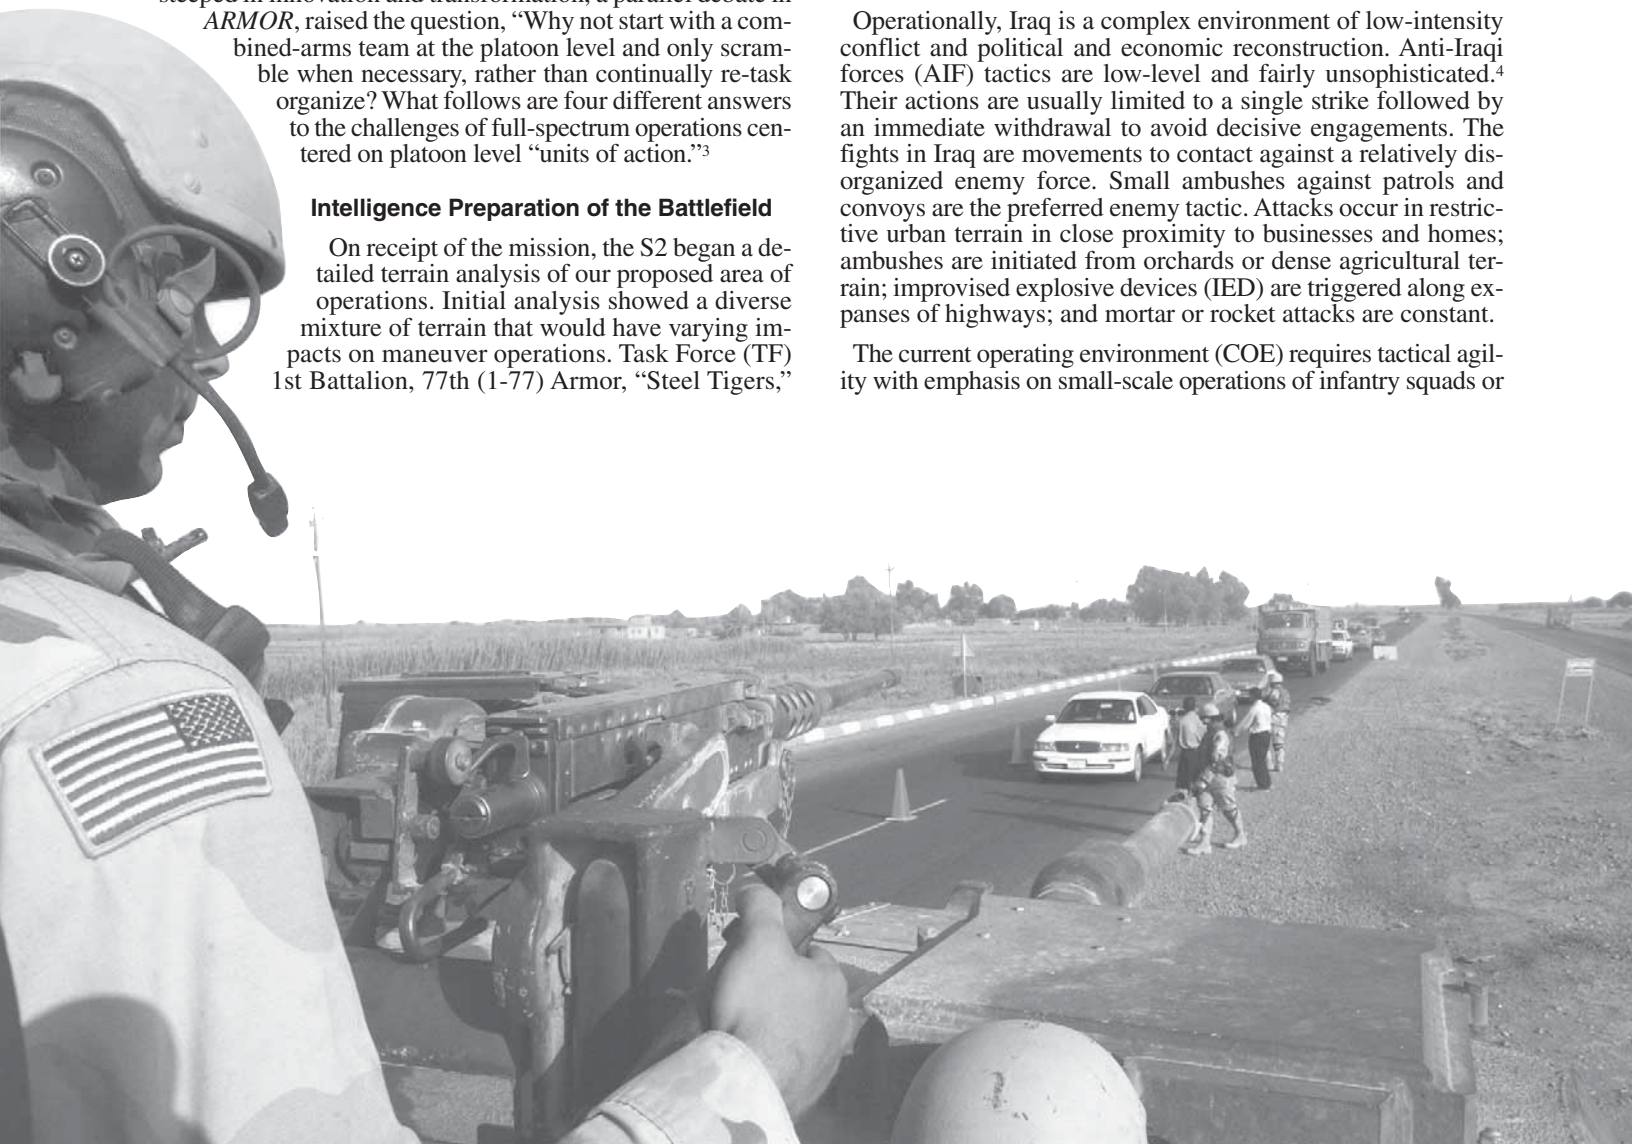 steeped in innovation and transformation, a parallel debate in
ARMOR, raised the question, “Why not start with a com-
bined-arms team at the platoon level and only scram-
ble when necessary, rather than continually re-task
organize? What follows are four different answers
to the challenges of full-spectrum operations cen-
tered on platoon level “units of action.”³
Intelligence Preparation of the Battlefield
On receipt of the mission, the S2 began a de-
tailed terrain analysis of our proposed area of
operations. Initial analysis showed a diverse
mixture of terrain that would have varying im-
pacts on maneuver operations. Task Force (TF)
1st Battalion, 77th (1-77) Armor, “Steel Tigers,”
Operationally, Iraq is a complex environment of low-intensity
conflict and political and economic reconstruction. Anti-Iraqi
forces (AIF) tactics are low-level and fairly unsophisticated.⁴
Their actions are usually limited to a single strike followed by
an immediate withdrawal to avoid decisive engagements. The
fights in Iraq are movements to contact against a relatively dis-
organized enemy force. Small ambushes against patrols and
convoys are the preferred enemy tactic. Attacks occur in restric-
tive urban terrain in close proximity to businesses and homes;
ambushes are initiated from orchards or dense agricultural ter-
rain; improvised explosive devices (IED) are triggered along ex-
panses of highways; and mortar or rocket attacks are constant.
The current operating environment (COE) requires tactical agil-
ity with emphasis on small-scale operations of infantry squads or